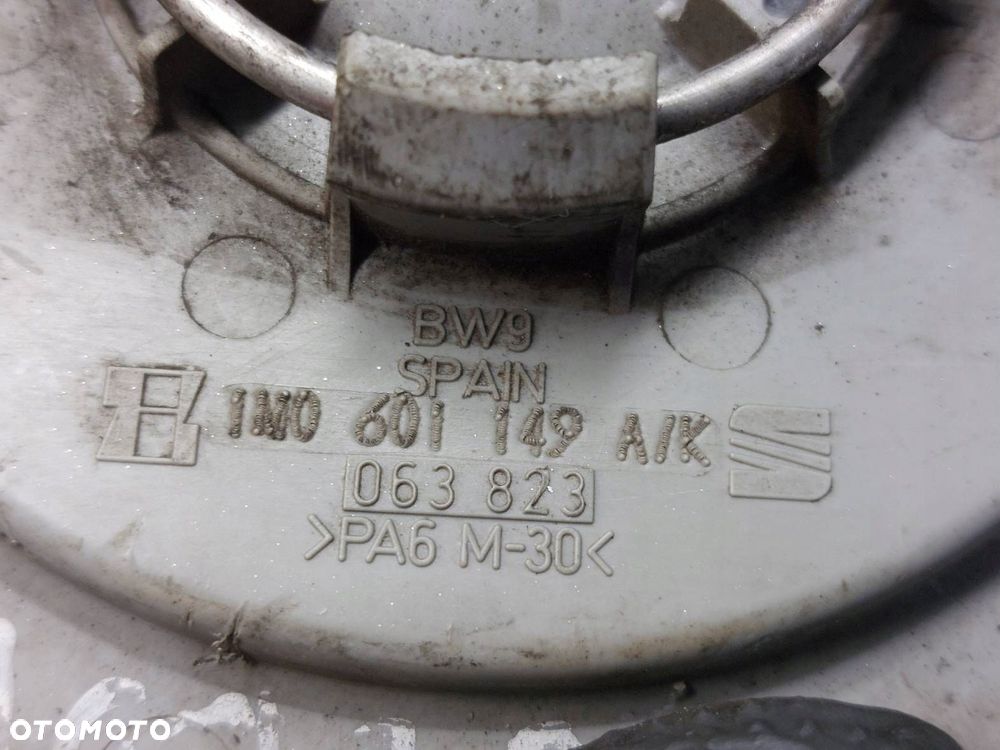 BW9
SPAIN
1M0 601 149 A/K
063 823
>PA6 M-30<
OTOMOTO